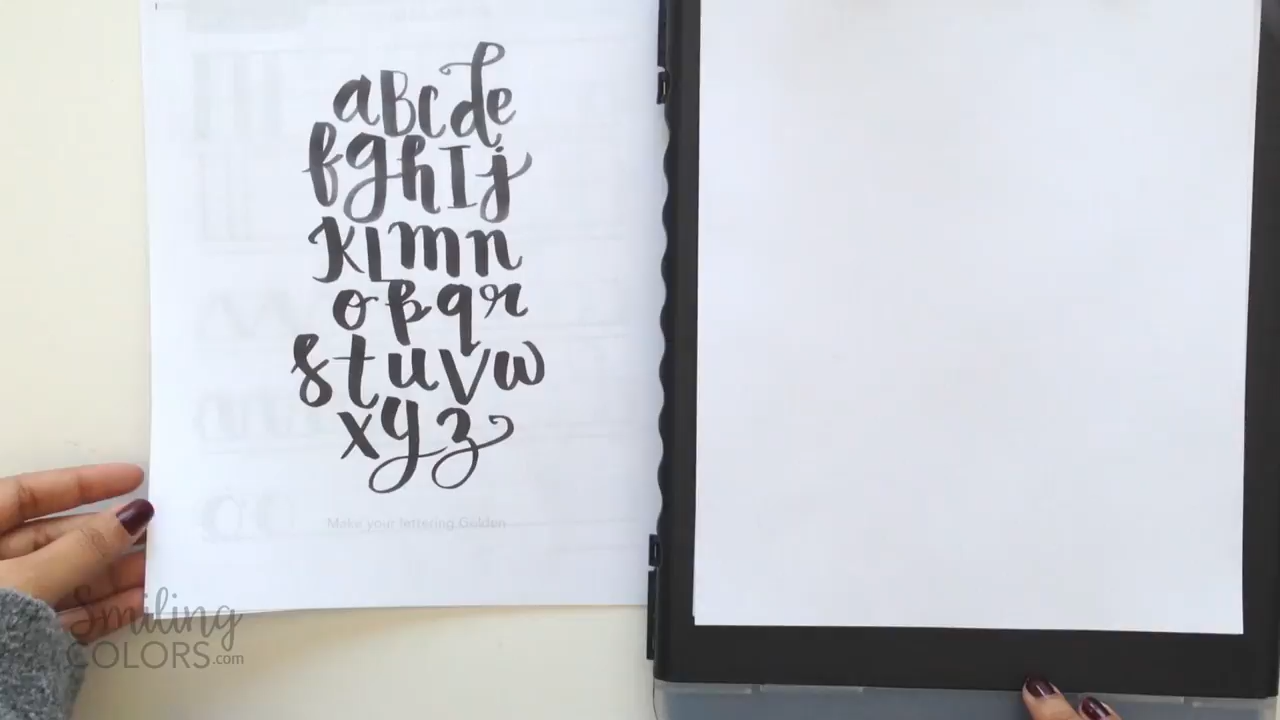 aBcde
fghIj
klmn
opqr
stuvw
xyz
Make your lettering Golden
Smiling
COLORS.com